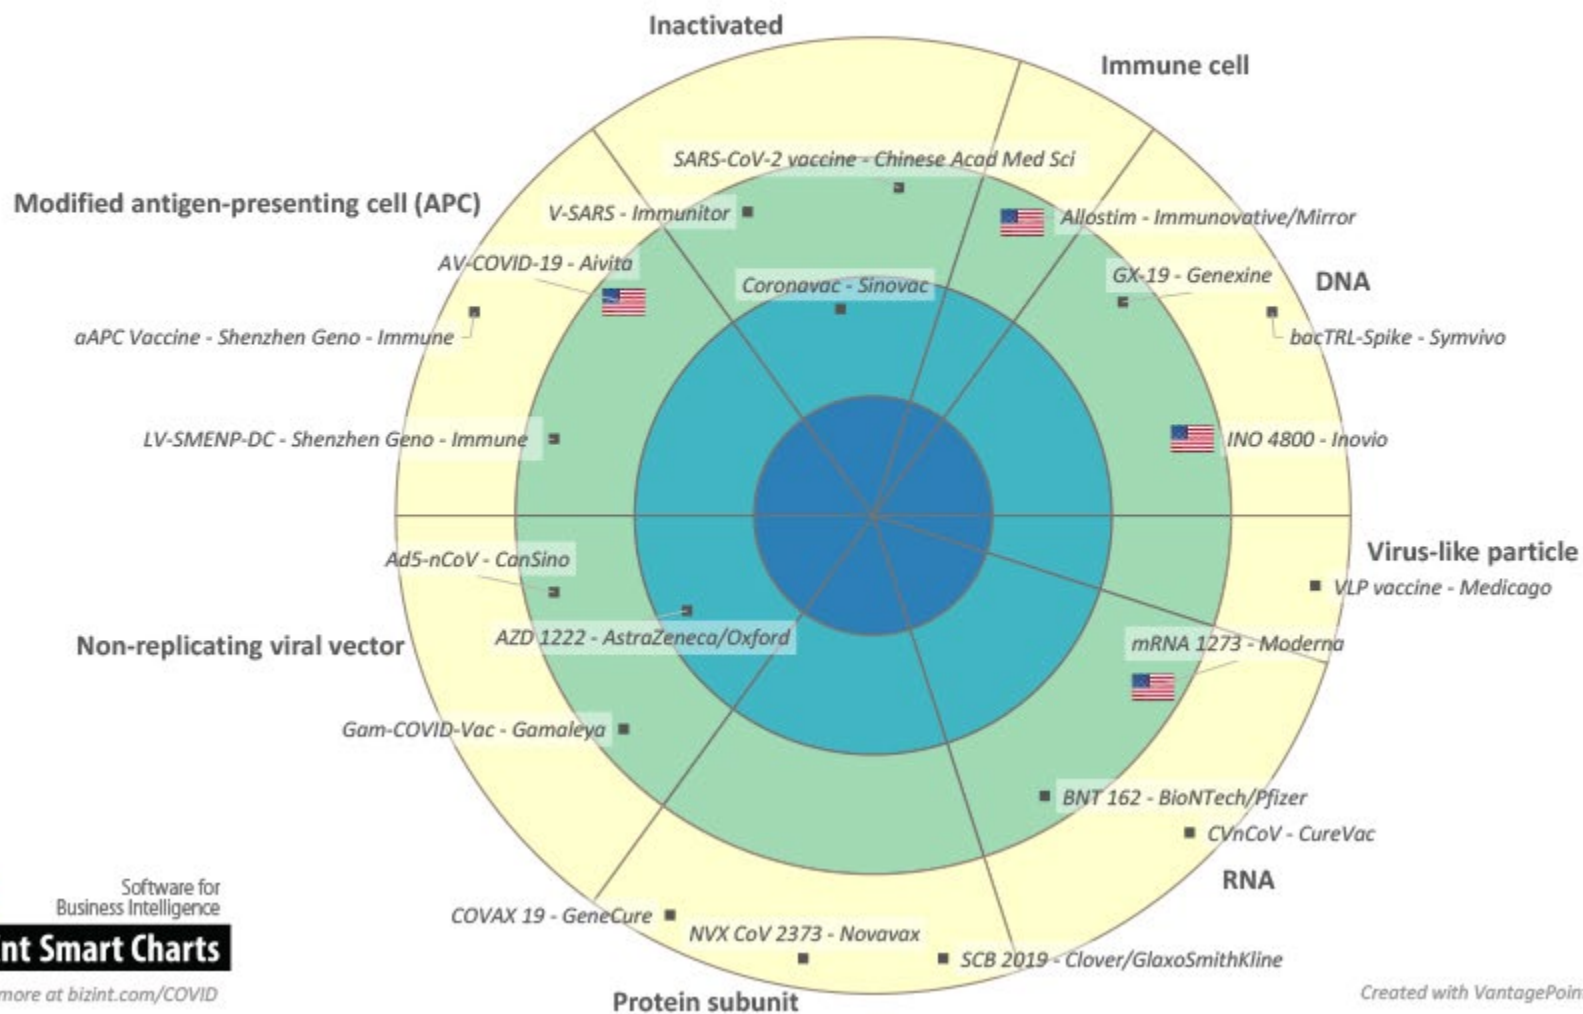 Inactivated
Immune cell
SARS-CoV-2 vaccine - Chinese Acad Med Sci
Modified antigen-presenting cell (APC)
V-SARS - Immunitor
Allostim - Immunovative/Mirror
AV-COVID-19 - Aivita
GX-19 - Genexine
DNA
Coronavac - Sinovac
aAPC Vaccine - Shenzhen Geno - Immune
bacTRL-Spike - Symvivo
LV-SMENP-DC - Shenzhen Geno - Immune
INO 4800 - Inovio
Ad5-nCoV - CanSino
Virus-like particle
VLP vaccine - Medicago
AZD 1222 - AstraZeneca/Oxford
Non-replicating viral vector
mRNA 1273 - Moderna
Gam-COVID-Vac - Gamaleya
BNT 162 - BioNTech/Pfizer
CVnCoV - CureVac
RNA
COVAX 19 - GeneCure
NVX CoV 2373 - Novavax
SCB 2019 - Clover/GlaxoSmithKline
Protein subunit
Software for
Business Intelligence
nt Smart Charts
more at bizint.com/COVID
Created with VantagePoin